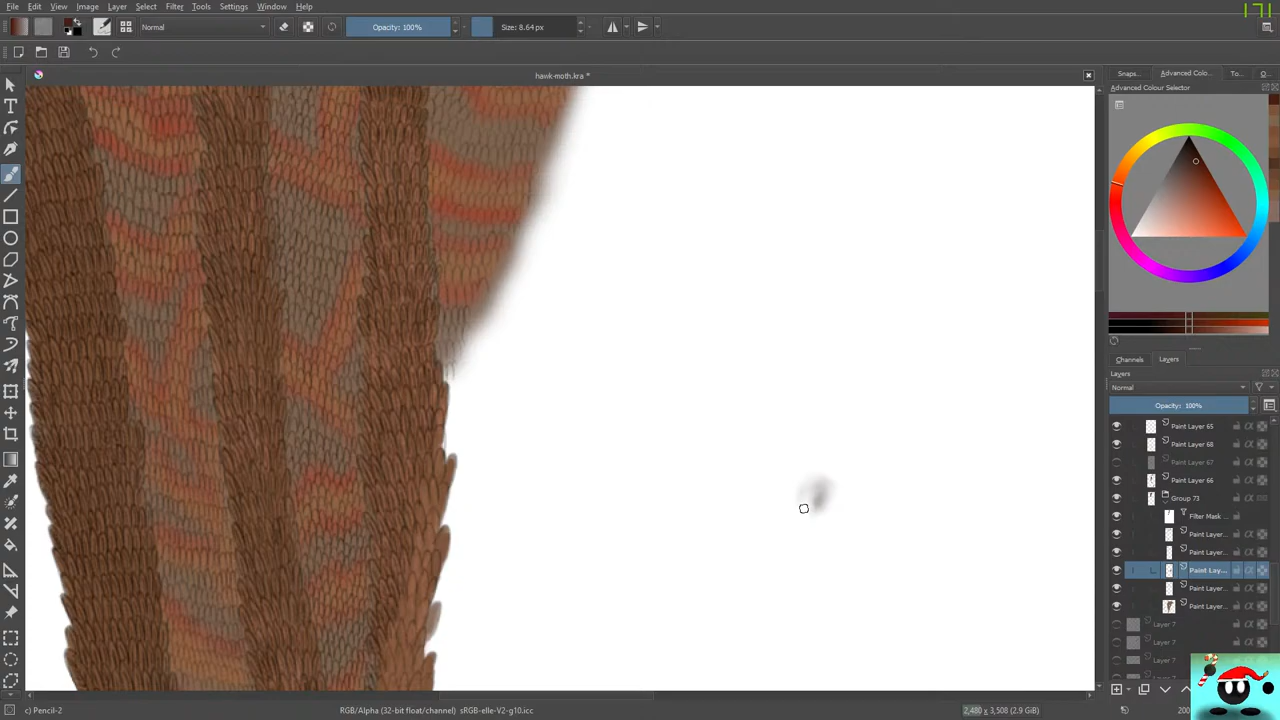 File Edit View Image Layer Select Filter Tools Settings Window Help
171
Normal
Opacity: 100%
Size: 8.64 px
hawk-moth.kra *
Snaps... Advanced Colo... To...
Advanced Colour Selector
Channels Layers
Layers
Normal
Opacity: 100%
Paint Layer 65
Paint Layer 68
Paint Layer 67
Paint Layer 66
Group 73
Filter Mask ...
Paint Layer...
Paint Layer...
Paint Lay...
Paint Layer...
Paint Layer...
Layer 7
Layer 7
Layer 7
c) Pencil-2
RGB/Alpha (32-bit float/channel) sRGB-elle-V2-g10.icc
2,480 x 3,508 (2.9 GiB)